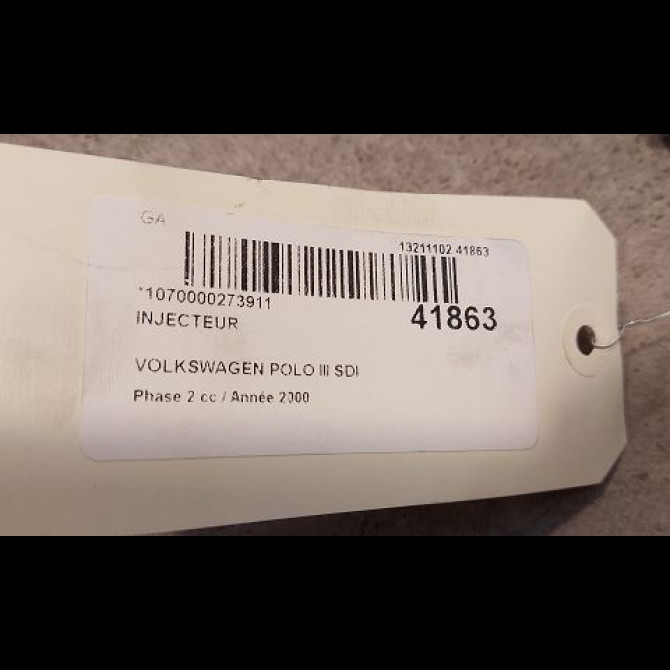 GA
13211102 41863
*1070000273911
41863
INJECTEUR
VOLKSWAGEN POLO III SDI
Phase 2 cc / Année 2000